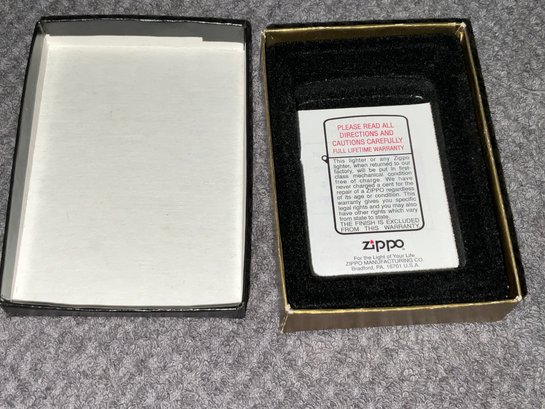 PLEASE READ ALL
DIRECTIONS AND
CAUTIONS CAREFULLY
FULL LIFETIME WARRANTY
This lighter or any Zippo
lighter, when returned to our
factory, will be put in first-
class mechanical condition
free of charge. We have
never charged a cent for the
repair of a ZIPPO regardless
of its age or condition. This
warranty gives you specific
legal rights and you may also
have other rights which vary
from state to state.
THE FINISH IS EXCLUDED
FROM THIS WARRANTY
zippo
For the Light of Your Life
ZIPPO MANUFACTURING CO.
Bradford, PA. 16701 U.S.A.